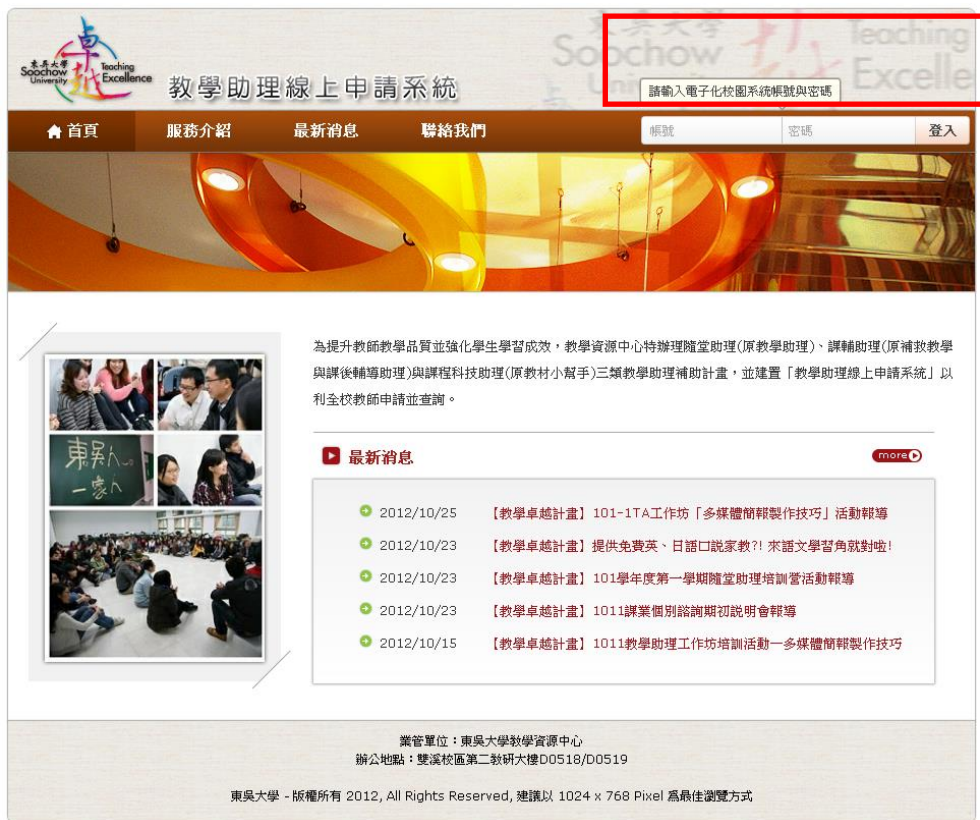 東吳大學
Soochow
University
卓越
Teaching
Excellence
教學助理線上申請系統
東吳大學
Soochow
Teaching
Excelle
請輸入電子化校園系統帳號與密碼
首頁
服務介紹
最新消息
聯絡我們
帳號
密碼
登入
為提升教師教學品質並強化學生學習成效，教學資源中心特辦理隨堂助理(原教學助理)、課輔助理(原補救教學
與課後輔導助理)與課程科技助理(原教材小幫手)三類教學助理補助計畫，並建置「教學助理線上申請系統」以
利全校教師申請並查詢。
東吳人
一家人
最新消息
more
2012/10/25 【教學卓越計畫】101-1TA工作坊「多媒體簡報製作技巧」活動報導
2012/10/23 【教學卓越計畫】提供免費英、日語口說家教?! 來語文學習角就對啦!
2012/10/23 【教學卓越計畫】101學年度第一學期隨堂助理培訓營活動報導
2012/10/23 【教學卓越計畫】1011課業個別諮詢期初說明會報導
2012/10/15 【教學卓越計畫】1011教學助理工作坊培訓活動—多媒體簡報製作技巧
業管單位：東吳大學教學資源中心
辦公地點：雙溪校區第二教研大樓D0518/D0519
東吳大學 - 版權所有 2012, All Rights Reserved, 建議以 1024 x 768 Pixel 為最佳瀏覽方式